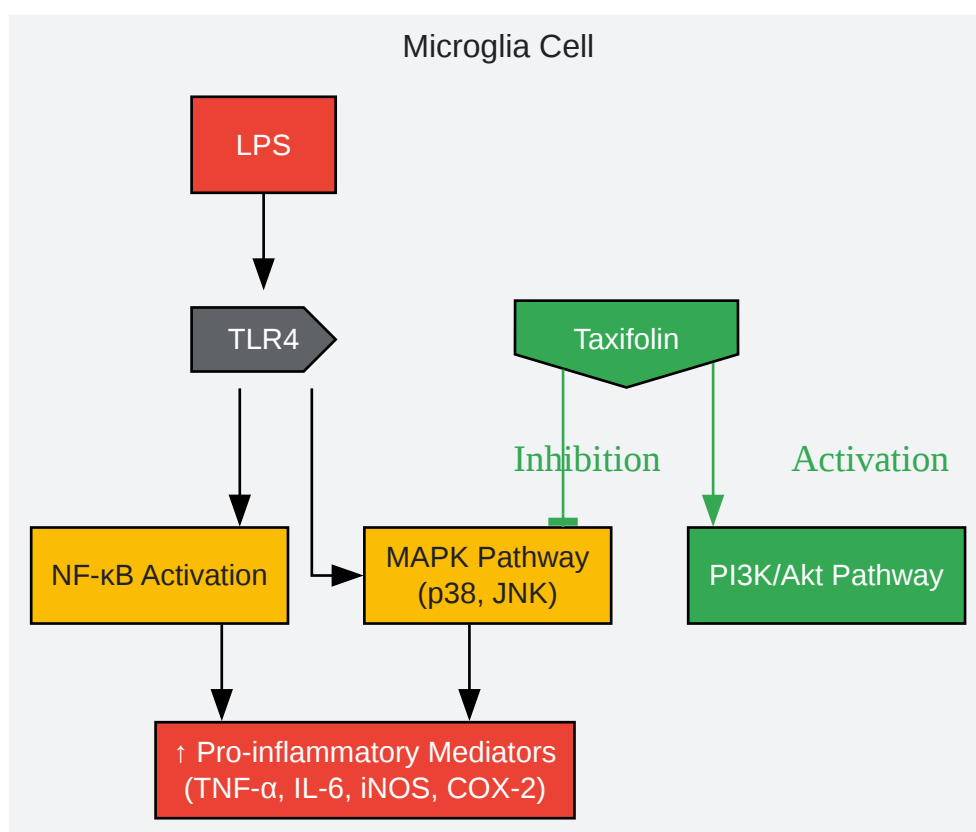 Microglia Cell
LPS
TLR4
Taxifolin
Inhibition
Activation
NF-κB Activation
MAPK Pathway
(p38, JNK)
PI3K/Akt Pathway
↑ Pro-inflammatory Mediators
(TNF-α, IL-6, iNOS, COX-2)